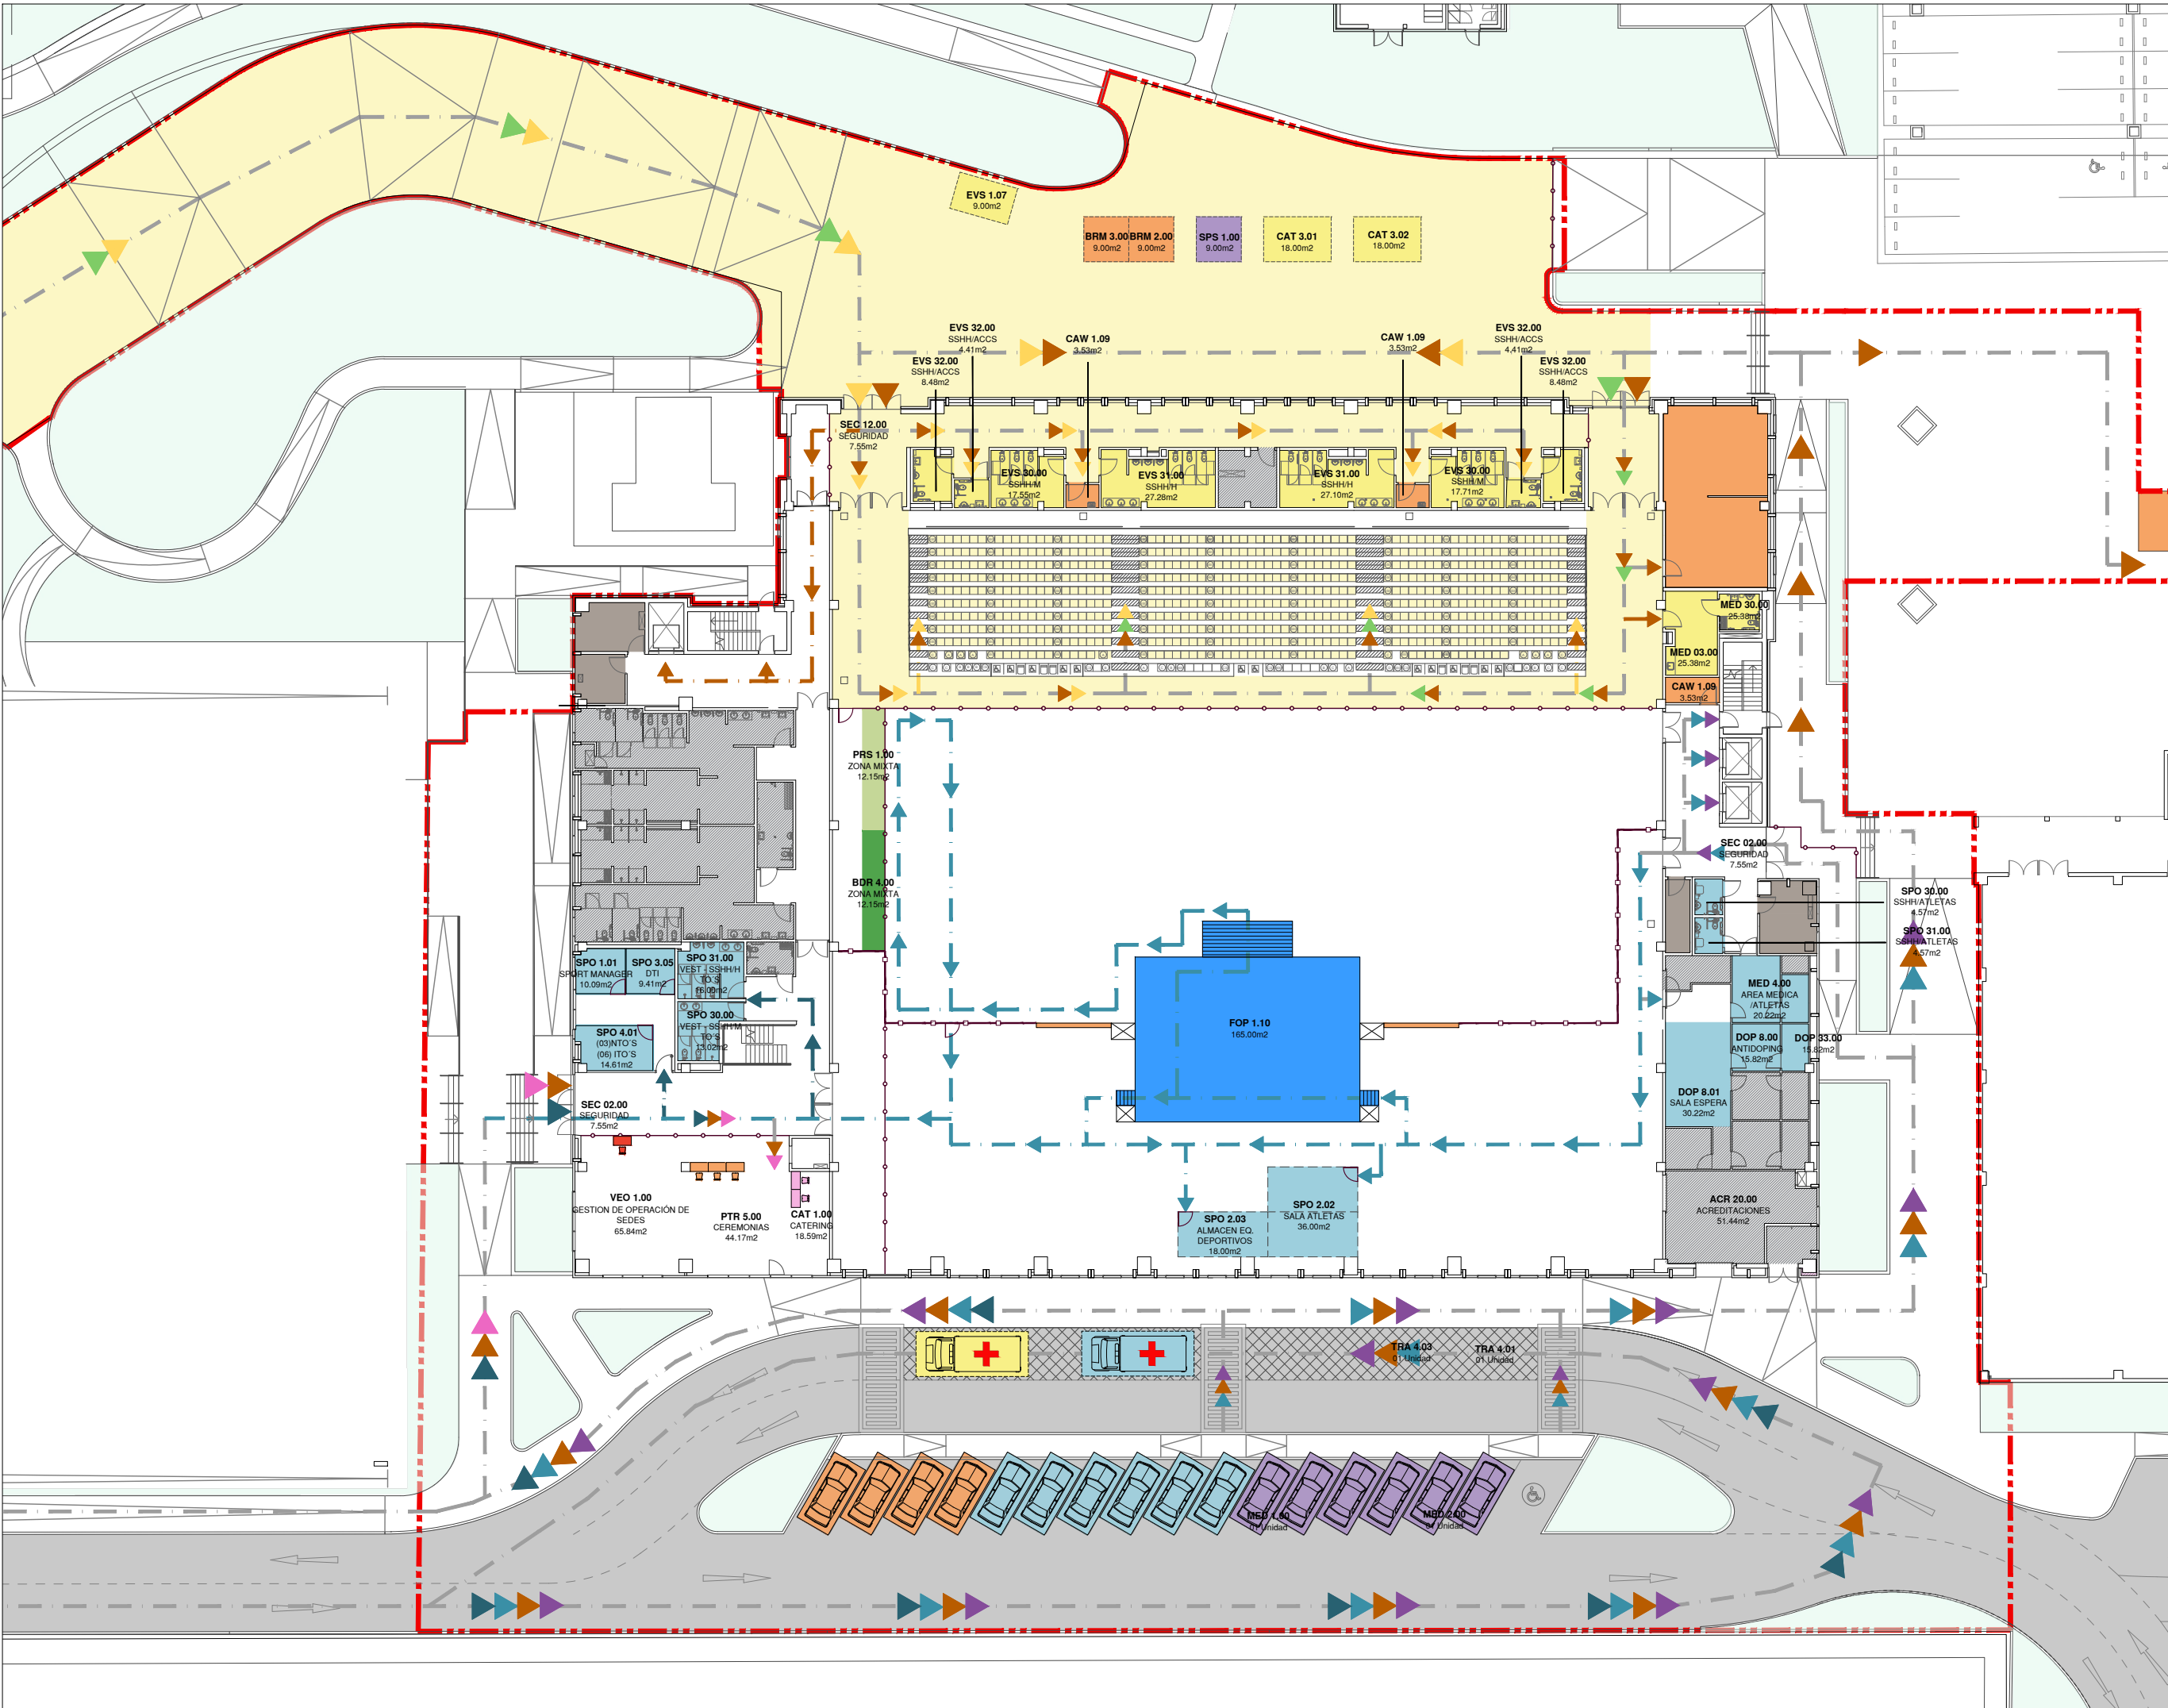 EVS 1.07
9.00m2
BRM 3.00
9.00m2
BRM 2.00
9.00m2
SPS 1.00
9.00m2
CAT 3.01
18.00m2
CAT 3.02
18.00m2
EVS 32.00
SSHH/ACCS
4.41m2
EVS 32.00
SSHH/ACCS
8.48m2
CAW 1.09
3.53m2
CAW 1.09
3.53m2
EVS 32.00
SSHH/ACCS
4.41m2
EVS 32.00
SSHH/ACCS
8.48m2
SEC 12.00
SEGURIDAD
7.55m2
EVS 30.00
SSHH/M
17.55m2
EVS 31.00
SSHH/H
27.28m2
EVS 31.00
SSHH/H
27.10m2
EVS 30.00
SSHH/M
17.71m2
MED 30.00
25.38m2
MED 03.00
25.38m2
CAW 1.09
3.53m2
PRS 1.00
ZONA MIXTA
12.15m2
BDR 4.00
ZONA MIXTA
12.15m2
SEC 02.00
SEGURIDAD
7.55m2
SPO 30.00
SSHH/ATLETAS
4.57m2
SPO 31.00
SSHH/ATLETAS
4.57m2
SPO 1.01
SPORT MANAGER
10.09m2
SPO 3.05
DTI
9.41m2
SPO 31.00
VEST - SSHH/H
TO´S
16.00m2
SPO 30.00
VEST - SSHH/M
TO´S
13.02m2
SPO 4.01
(03)NTO´S
(06) ITO´S
14.61m2
FOP 1.10
165.00m2
MED 4.00
AREA MEDICA
/ATLETAS
20.22m2
DOP 8.00
ANTIDOPING
15.82m2
DOP 33.00
15.82m2
DOP 8.01
SALA ESPERA
30.22m2
SEC 02.00
SEGURIDAD
7.55m2
VEO 1.00
GESTION DE OPERACIÓN DE
SEDES
65.84m2
PTR 5.00
CEREMONIAS
44.17m2
CAT 1.00
CATERING
18.59m2
SPO 2.03
ALMACEN EQ.
DEPORTIVOS
18.00m2
SPO 2.02
SALA ATLETAS
36.00m2
ACR 20.00
ACREDITACIONES
51.44m2
TRA 4.03
01 Unidad
TRA 4.01
01 Unidad
MED 1.00
01 Unidad
MED 2.00
01 Unidad